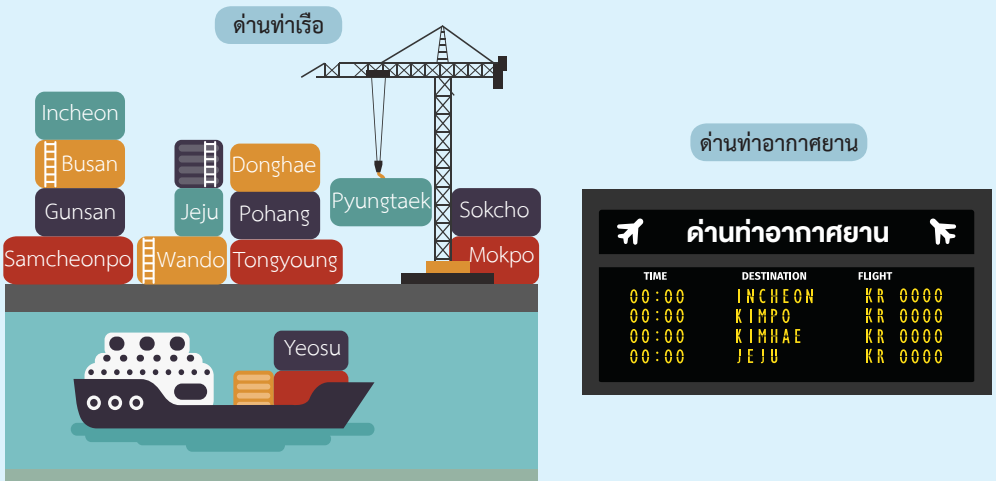 ด่านท่าเรือ
Incheon
Busan
Donghae
Gunsan
Jeju
Pohang
Pyungtaek
Sokcho
Samcheonpo
Wando
Tongyoung
Mokpo
Yeosu
ด่านท่าอากาศยาน
ด่านท่าอากาศยาน
TIME DESTINATION FLIGHT
00:00 INCHEON KR 0000
00:00 KIMPO KR 0000
00:00 KIMHAE KR 0000
00:00 JEJU KR 0000